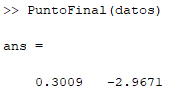 >> PuntoFinal(datos)
ans =
0.3009   -2.9671